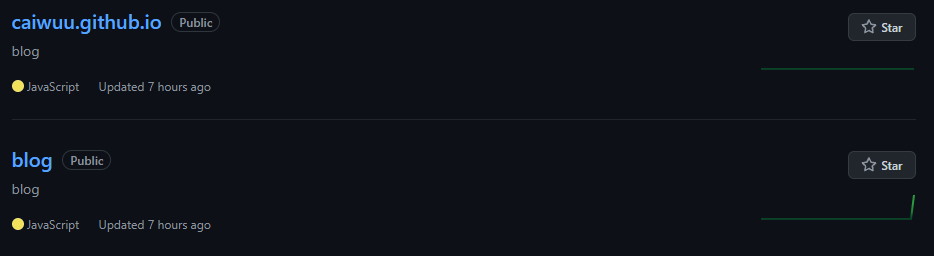 caiwuu.github.io Public Star
blog
JavaScript Updated 7 hours ago
blog Public Star
blog
JavaScript Updated 7 hours ago